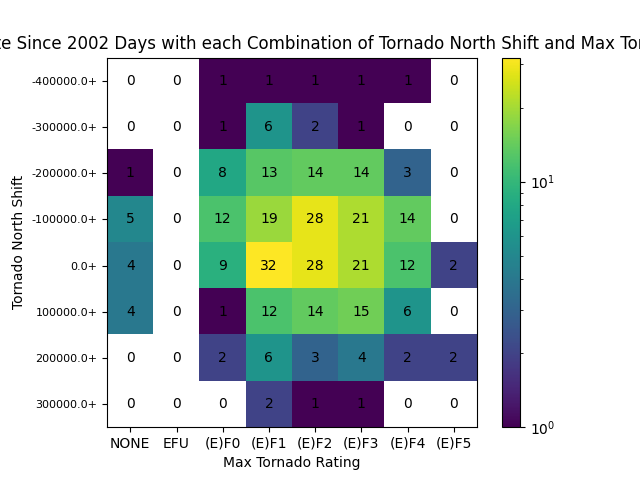 e Since 2002 Days with each Combination of Tornado North Shift and Max Tor
-400000.0+ 0 0 1 1 1 1 1 0
-300000.0+ 0 0 1 6 2 1 0 0
-200000.0+ 1 0 8 13 14 14 3 0
-100000.0+ 5 0 12 19 28 21 14 0
0.0+ 4 0 9 32 28 21 12 2
100000.0+ 4 0 1 12 14 15 6 0
200000.0+ 0 0 2 6 3 4 2 2
300000.0+ 0 0 0 2 1 1 0 0
NONE EFU (E)F0 (E)F1 (E)F2 (E)F3 (E)F4 (E)F5
Max Tornado Rating
Tornado North Shift
10¹
10⁰